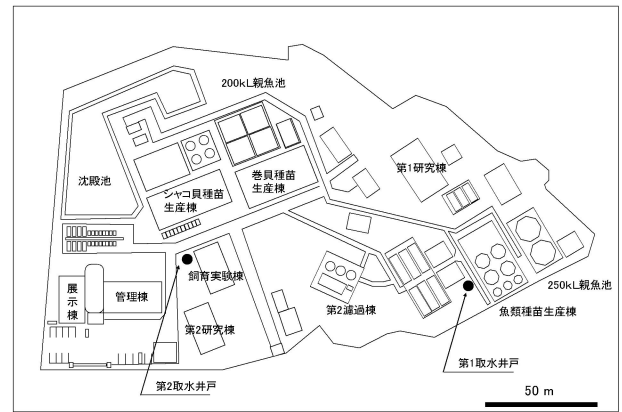 200kL親魚池
沈殿池
巻貝種苗
生産棟
シャコ貝種苗
生産棟
第1研究棟
飼育実験棟
展
示
棟
管理棟
第2研究棟
第2濾過棟
250kL親魚池
魚類種苗生産棟
第2取水井戸
第1取水井戸
50 m